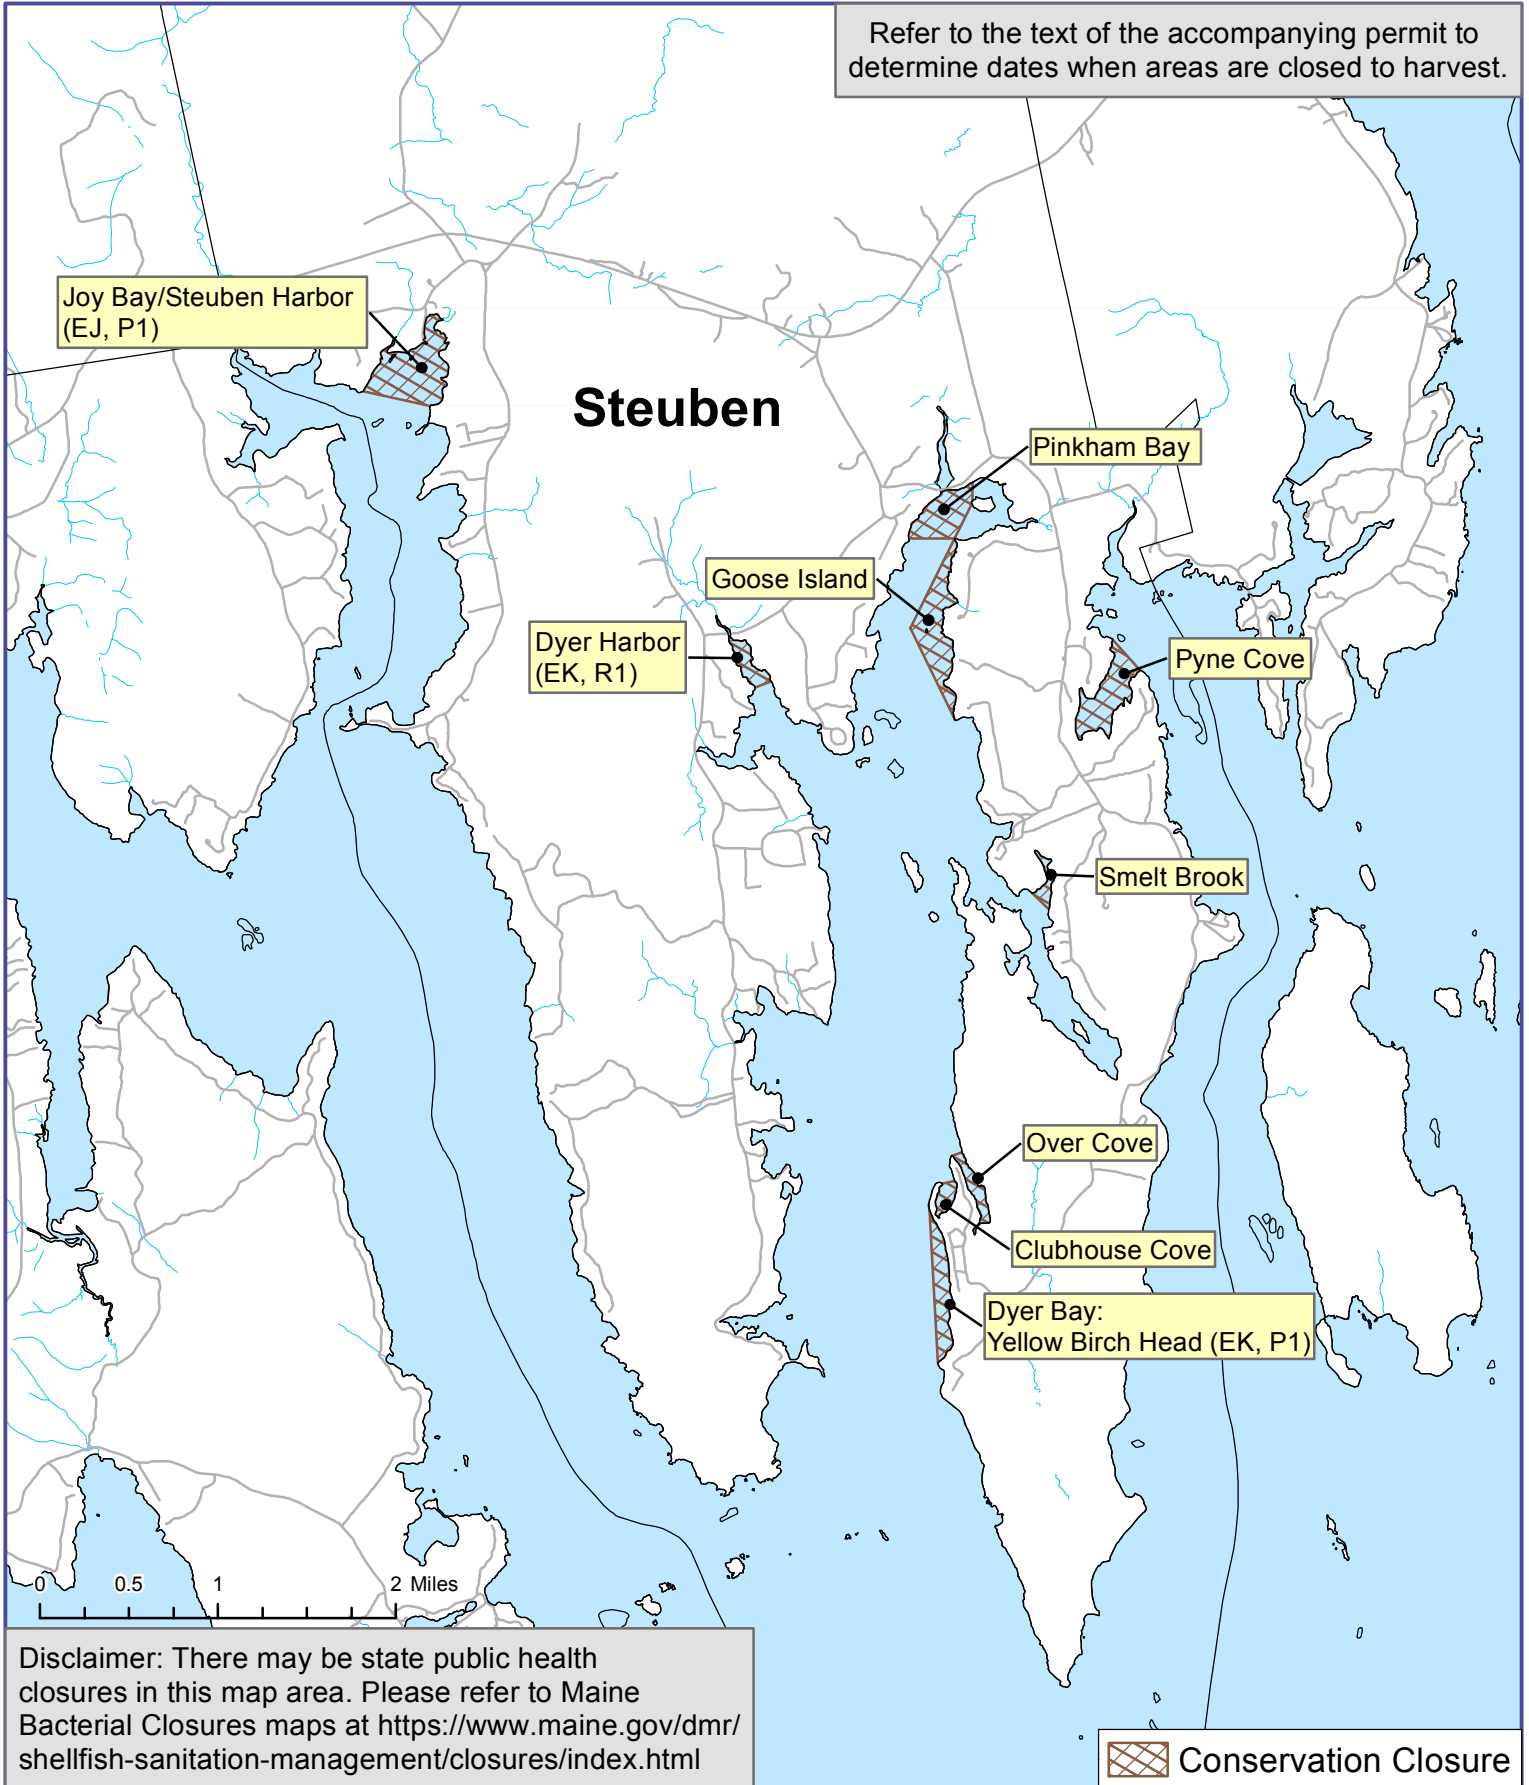 Refer to the text of the accompanying permit to
determine dates when areas are closed to harvest.
Joy Bay/Steuben Harbor
(EJ, P1)
Steuben
Pinkham Bay
Goose Island
Dyer Harbor
(EK, R1)
Pyne Cove
Smelt Brook
Over Cove
Clubhouse Cove
Dyer Bay:
Yellow Birch Head (EK, P1)
0 0.5 1 2 Miles
Disclaimer: There may be state public health
closures in this map area. Please refer to Maine
Bacterial Closures maps at https://www.maine.gov/dmr/
shellfish-sanitation-management/closures/index.html
Conservation Closure